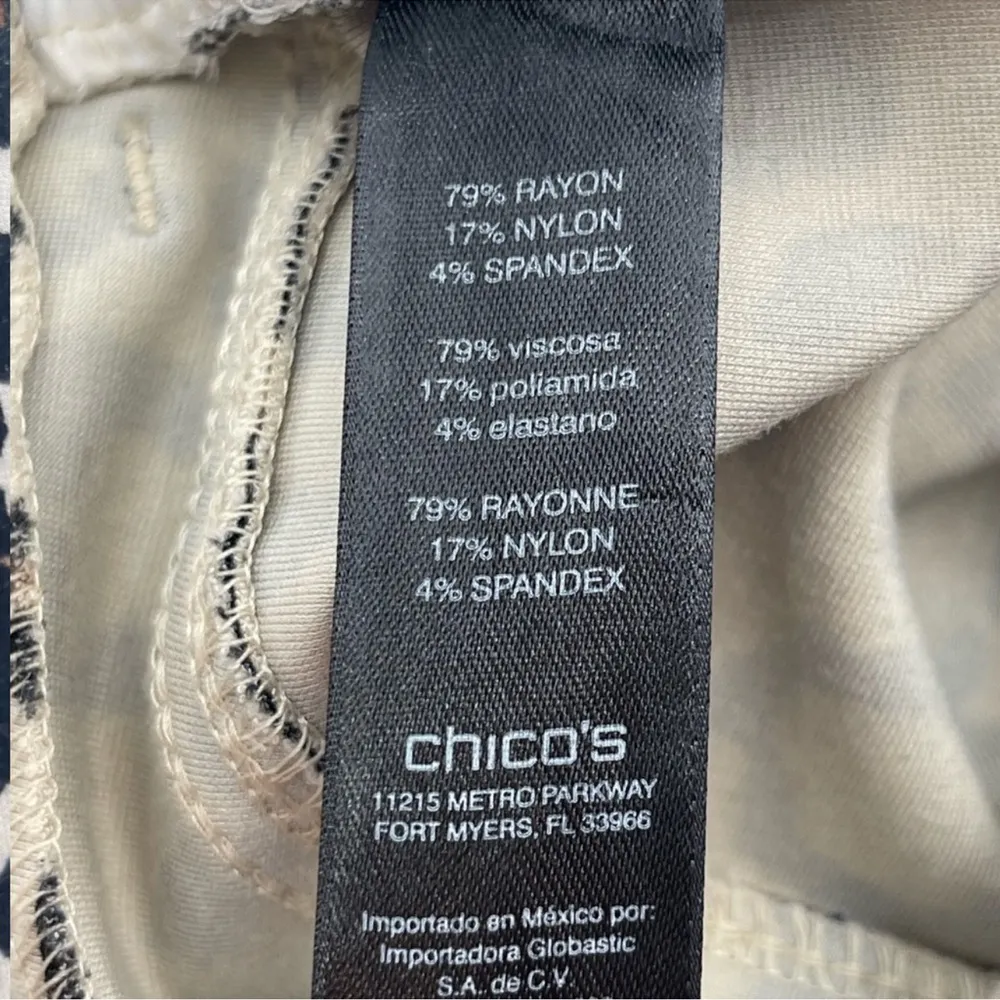 79% RAYON
17% NYLON
4% SPANDEX
79% viscosa
17% poliamida
4% elastano
79% RAYONNE
17% NYLON
4% SPANDEX
chico's
11215 METRO PARKWAY
FORT MYERS, FL 33966
Importado en México por:
Importadora Globastic
S.A. de C.V.